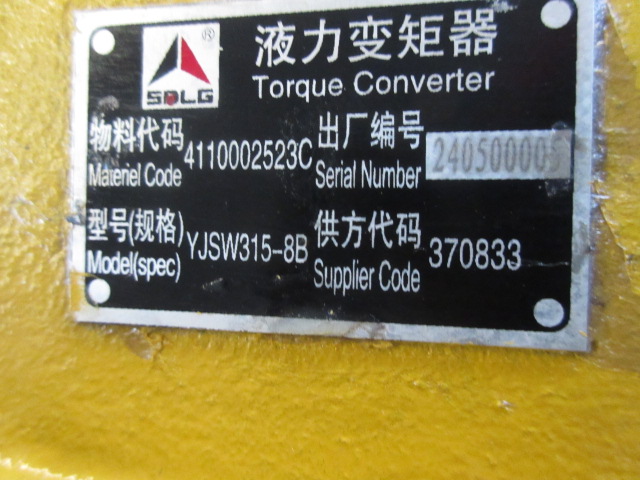 液力变矩器
Torque Converter
®
SDLG
物料代码 4110002523C 出厂编号
Materiel Code Serial Number
型号(规格) YJSW315-8B 供方代码 370833
Model(spec) Supplier Code